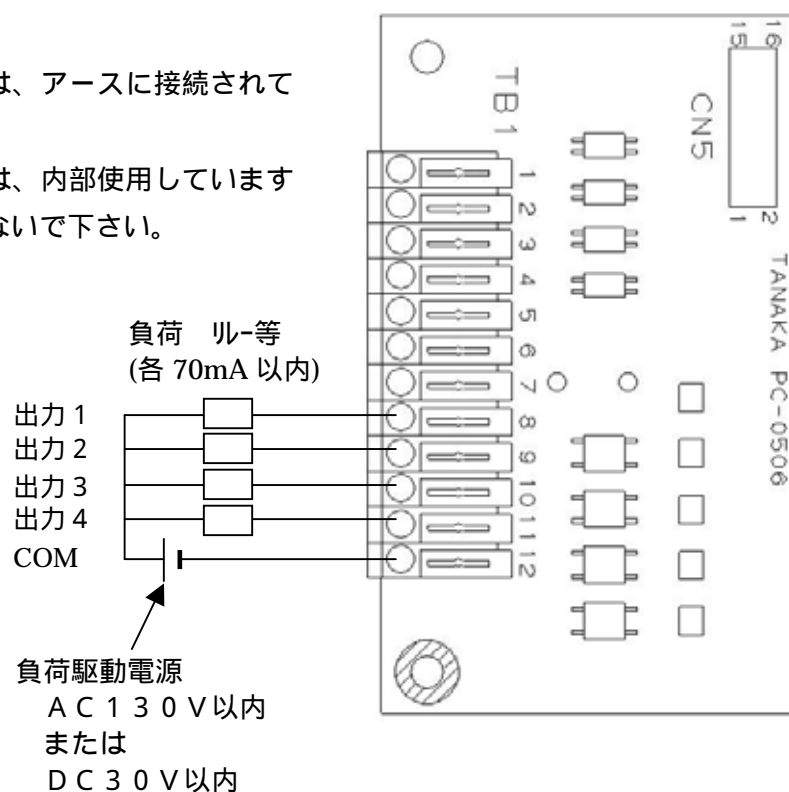 は、アースに接続されて
は、内部使用しています
ないで下さい。
負荷 リレー等
(各 70mA 以内)
出力 1
出力 2
出力 3
出力 4
COM
負荷駆動電源
AC130V以内
または
DC30V以内
TB1
1
2
3
4
5
6
7
8
9
10
11
12
CN5
15
16
1
2
TANAKA PC-0506